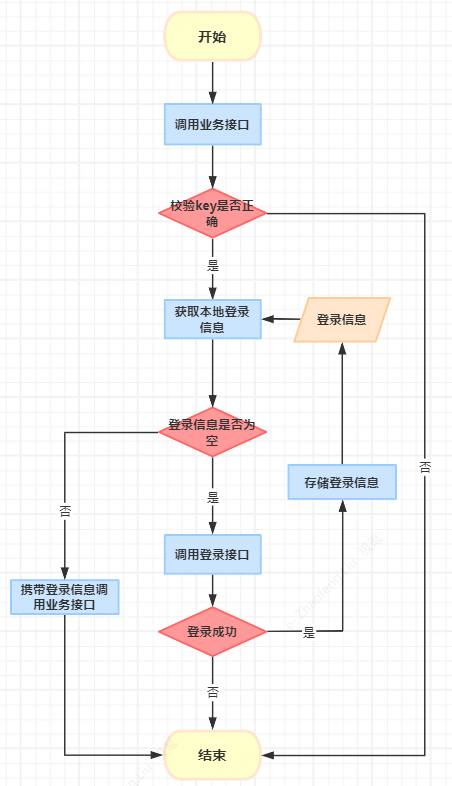 开始
调用业务接口
校验key是否正
确
是
获取本地登录
信息
登录信息
登录信息是否为
空
否
存储登录信息
否
是
调用登录接口
携带登录信息调
用业务接口
登录成功
是
否
结束